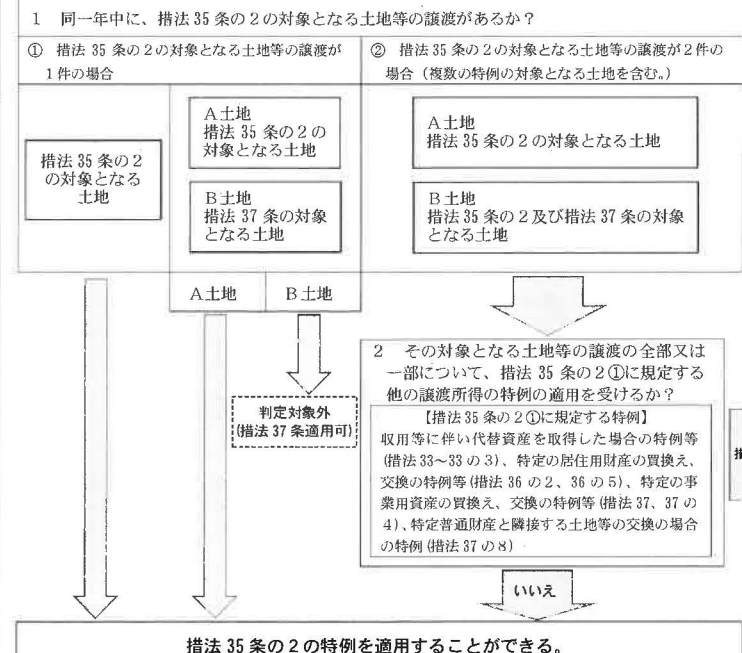 1 同一年中に、措法35条の2の対象となる土地等の譲渡があるか？
① 措法 35 条の2の対象となる土地等の譲渡が
1件の場合
② 措法 35 条の2の対象となる土地等の譲渡が2件の
場合（複数の特例の対象となる土地を含む。）
措法 35 条の2
の対象となる
土地
A土地
措法 35 条の2の
対象となる土地
B土地
措法 37 条の対象
となる土地
A土地
措法 35 条の2の対象となる土地
B土地
措法 35 条の2及び措法 37 条の対象
となる土地
A土地
B土地
判定対象外
(措法 37 条適用可)
2 その対象となる土地等の譲渡の全部又は
一部について、措法 35 条の2①に規定する
他の譲渡所得の特例の適用を受けるか？
【措法 35 条の2①に規定する特例】
収用等に伴い代替資産を取得した場合の特例等
(措法33～33 の3)、特定の居住用財産の買換え、
交換の特例等 (措法 36 の2、36 の5)、特定の事
業用資産の買換え、交換の特例等 (措法 37、37 の
4)、特定普通財産と隣接する土地等の交換の場合
の特例 (措法 37 の8)
いいえ
措法 35 条の2の特例を適用することができる。